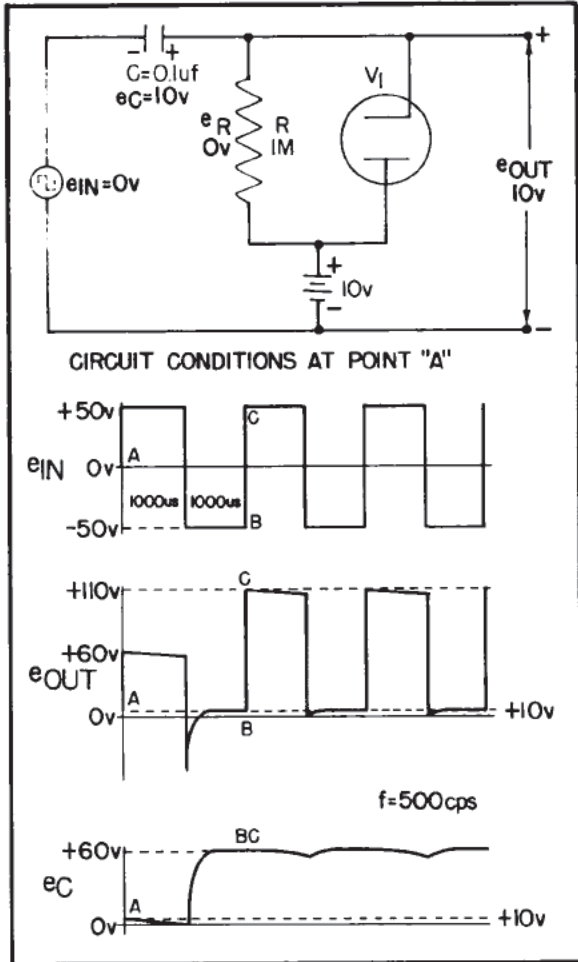 - +
C=0.1uf
eC=10v
eR
0v
R
1M
V1
eIN=0v
+
eOUT
10v
-
+
10v
-
CIRCUIT CONDITIONS AT POINT "A"
+50v
C
A
eIN 0v
1000us 1000us
-50v
B
+110v
C
+60v
eOUT
A
0v
B
+10v
f=500cps
+60v
BC
eC
A
0v
+10v